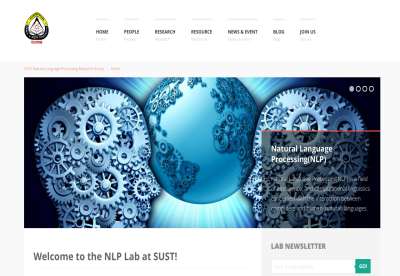 HOME PEOPLE RESEARCH RESOURCE NEWS & EVENT BLOG JOIN US
Home People Research Resource News & Event Blog Join us
SUST Natural Language Processing Research Group / Home
Natural Language
Processing(NLP)
Natural Language Processing(NLP) is a field
of computer science and computational linguistics
concerned with the interaction between
computers and human (natural) languages.
Welcome to the NLP Lab at SUST!
LAB NEWSLETTER
GO!